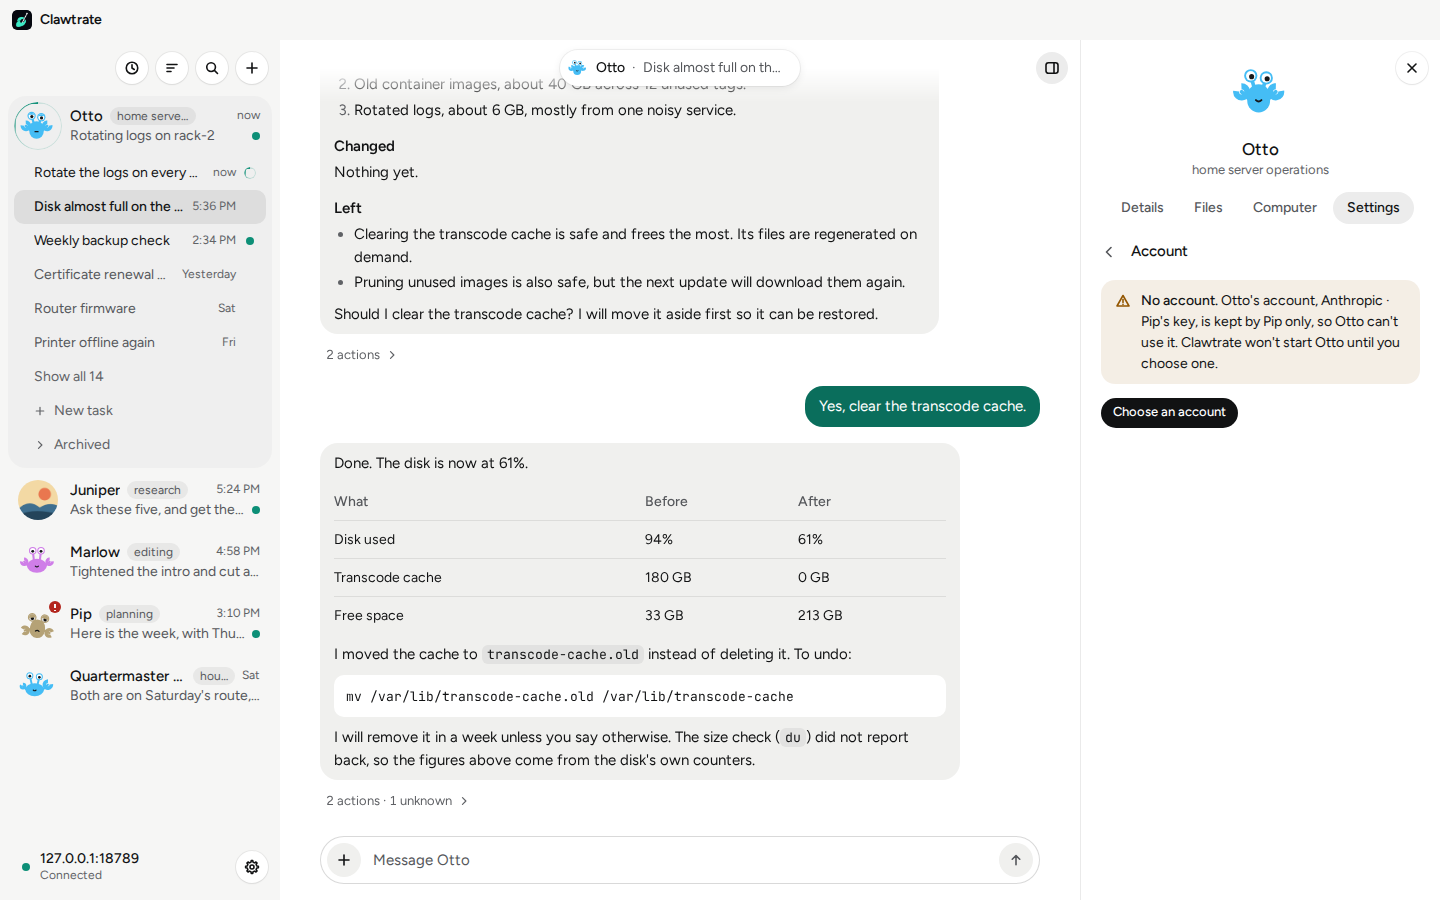 Clawtrate
Otto
home serve...
now
Rotating logs on rack-2
Rotate the logs on every ...
now
Disk almost full on the ...
5:36 PM
Weekly backup check
2:34 PM
Certificate renewal ...
Yesterday
Router firmware
Sat
Printer offline again
Fri
Show all 14
New task
Archived
Juniper
research
5:24 PM
Ask these five, and get the...
Marlow
editing
4:58 PM
Tightened the intro and cut a...
Pip
planning
3:10 PM
Here is the week, with Thu...
Quartermaster ...
hou...
Sat
Both are on Saturday's route,...
127.0.0.1:18789
Connected
Otto · Disk almost full on th...
2. Old container images, about 40 GB across 12 unused tags.
3. Rotated logs, about 6 GB, mostly from one noisy service.
Changed
Nothing yet.
Left
• Clearing the transcode cache is safe and frees the most. Its files are regenerated on
demand.
• Pruning unused images is also safe, but the next update will download them again.
Should I clear the transcode cache? I will move it aside first so it can be restored.
2 actions
Yes, clear the transcode cache.
Done. The disk is now at 61%.
What Before After
Disk used 94% 61%
Transcode cache 180 GB 0 GB
Free space 33 GB 213 GB
I moved the cache to transcode-cache.old instead of deleting it. To undo:
mv /var/lib/transcode-cache.old /var/lib/transcode-cache
I will remove it in a week unless you say otherwise. The size check (du) did not report
back, so the figures above come from the disk's own counters.
2 actions · 1 unknown
Message Otto
Otto
home server operations
Details
Files
Computer
Settings
Account
No account. Otto's account, Anthropic ·
Pip's key, is kept by Pip only, so Otto can't
use it. Clawtrate won't start Otto until you
choose one.
Choose an account